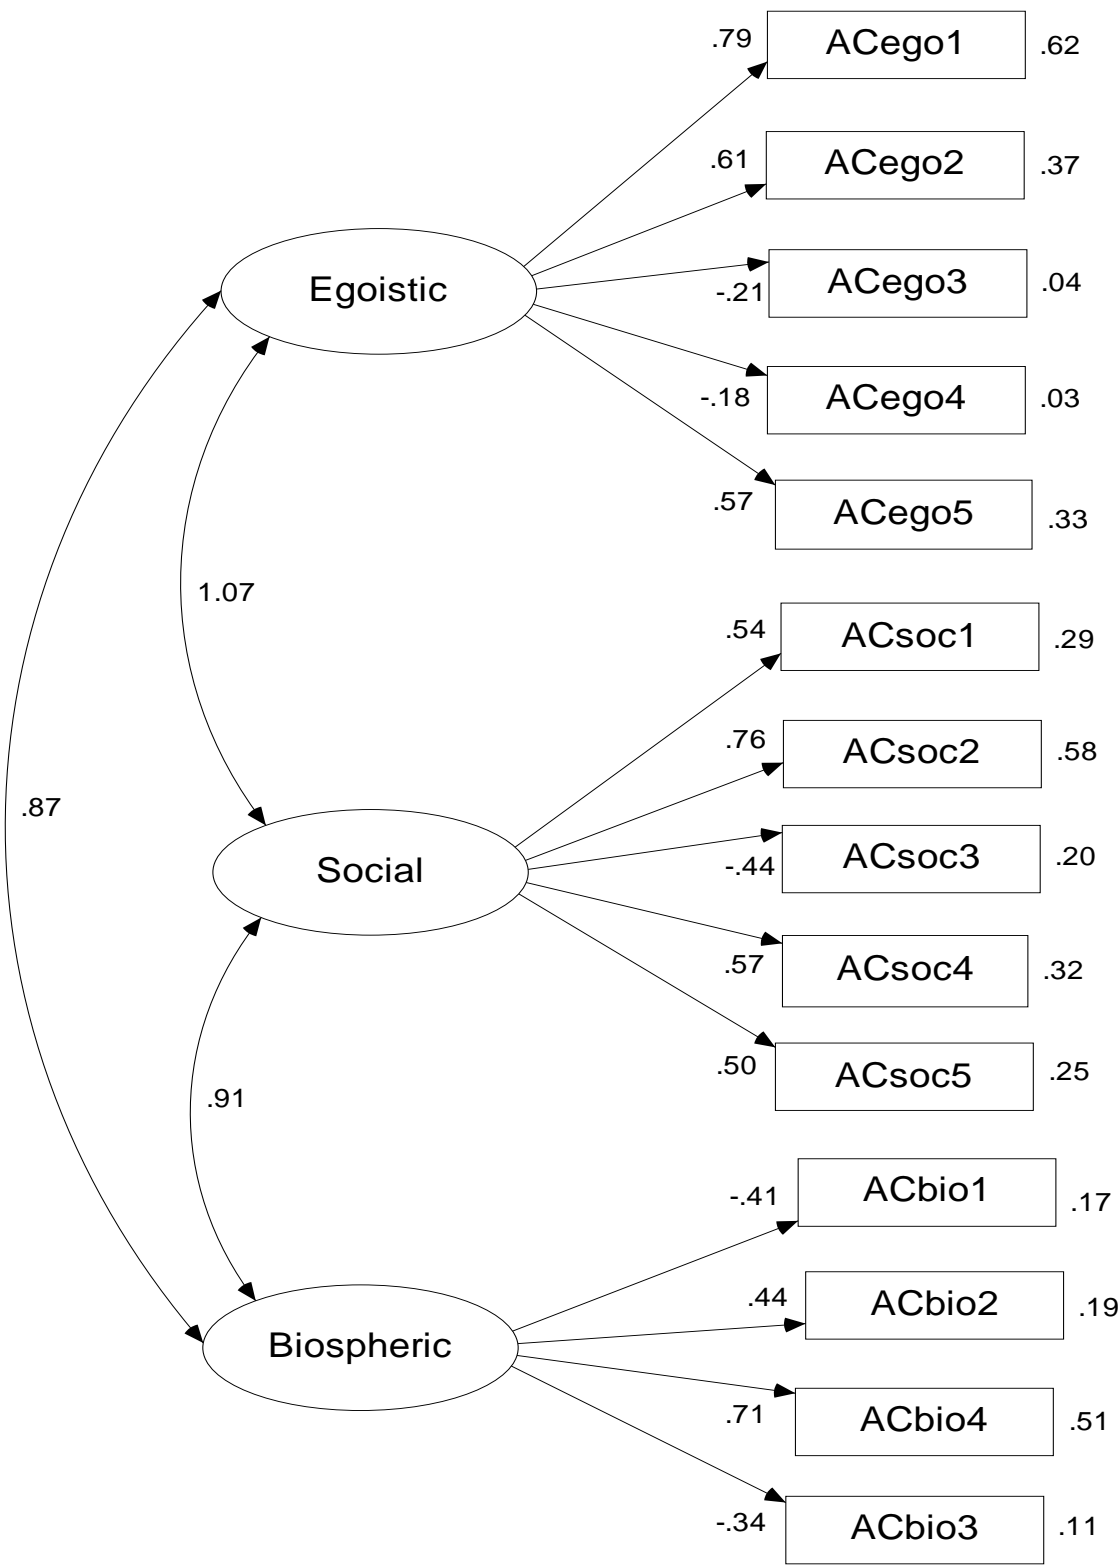 .79
ACego1
.62
.61
ACego2
.37
Egoistic
-.21
ACego3
.04
-.18
ACego4
.03
.57
ACego5
.33
1.07
.54
ACsoc1
.29
.76
ACsoc2
.58
.87
Social
-.44
ACsoc3
.20
.57
ACsoc4
.32
.50
ACsoc5
.25
.91
-.41
ACbio1
.17
.44
ACbio2
.19
Biospheric
.71
ACbio4
.51
-.34
ACbio3
.11